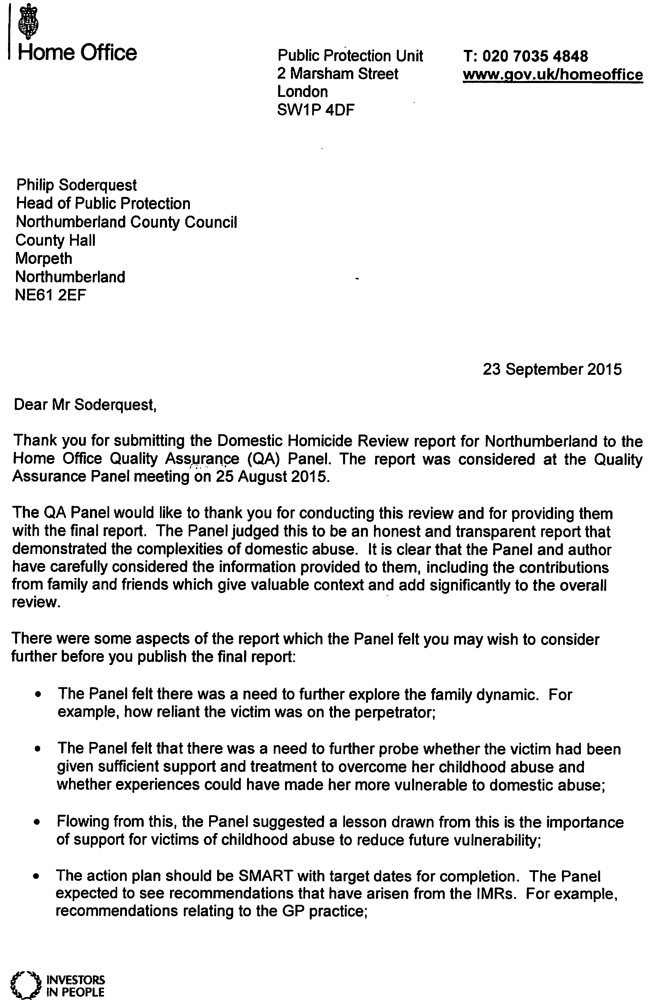 Home Office
Public Protection Unit
2 Marsham Street
London
SW1P 4DF
T: 020 7035 4848
www.gov.uk/homeoffice
Philip Soderquest
Head of Public Protection
Northumberland County Council
County Hall
Morpeth
Northumberland
NE61 2EF
23 September 2015
Dear Mr Soderquest,
Thank you for submitting the Domestic Homicide Review report for Northumberland to the
Home Office Quality Assurance (QA) Panel. The report was considered at the Quality
Assurance Panel meeting on 25 August 2015.
The QA Panel would like to thank you for conducting this review and for providing them
with the final report. The Panel judged this to be an honest and transparent report that
demonstrated the complexities of domestic abuse. It is clear that the Panel and author
have carefully considered the information provided to them, including the contributions
from family and friends which give valuable context and add significantly to the overall
review.
There were some aspects of the report which the Panel felt you may wish to consider
further before you publish the final report:
• The Panel felt there was a need to further explore the family dynamic. For
example, how reliant the victim was on the perpetrator;
• The Panel felt that there was a need to further probe whether the victim had been
given sufficient support and treatment to overcome her childhood abuse and
whether experiences could have made her more vulnerable to domestic abuse;
• Flowing from this, the Panel suggested a lesson drawn from this is the importance
of support for victims of childhood abuse to reduce future vulnerability;
• The action plan should be SMART with target dates for completion. The Panel
expected to see recommendations that have arisen from the IMRs. For example,
recommendations relating to the GP practice;
INVESTORS
IN PEOPLE